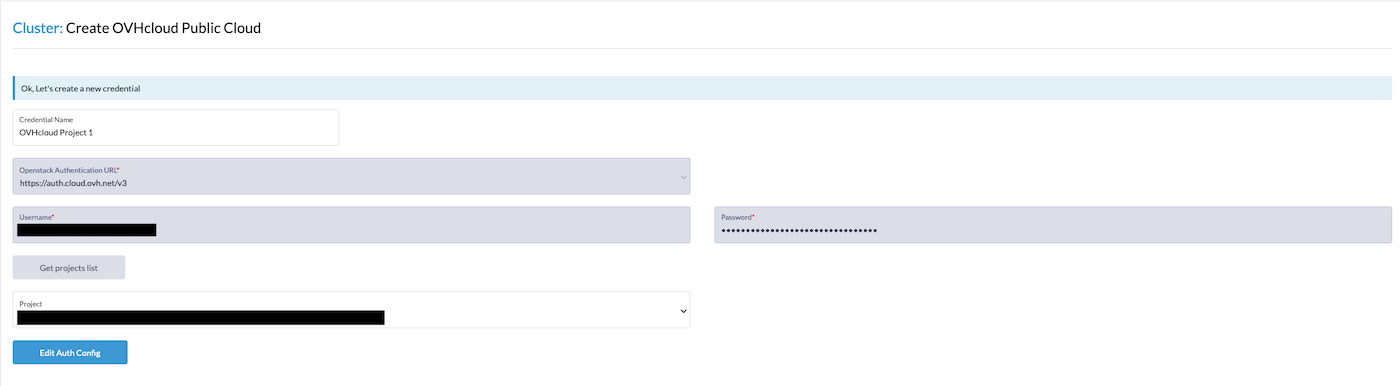 Cluster: Create OVHcloud Public Cloud
Ok, Let's create a new credential
Credential Name
OVHcloud Project 1
Openstack Authentication URL*
https://auth.cloud.ovh.net/v3
Username*
Password*
••••••••••••••••••••••••••••••••
Get projects list
Project
Edit Auth Config